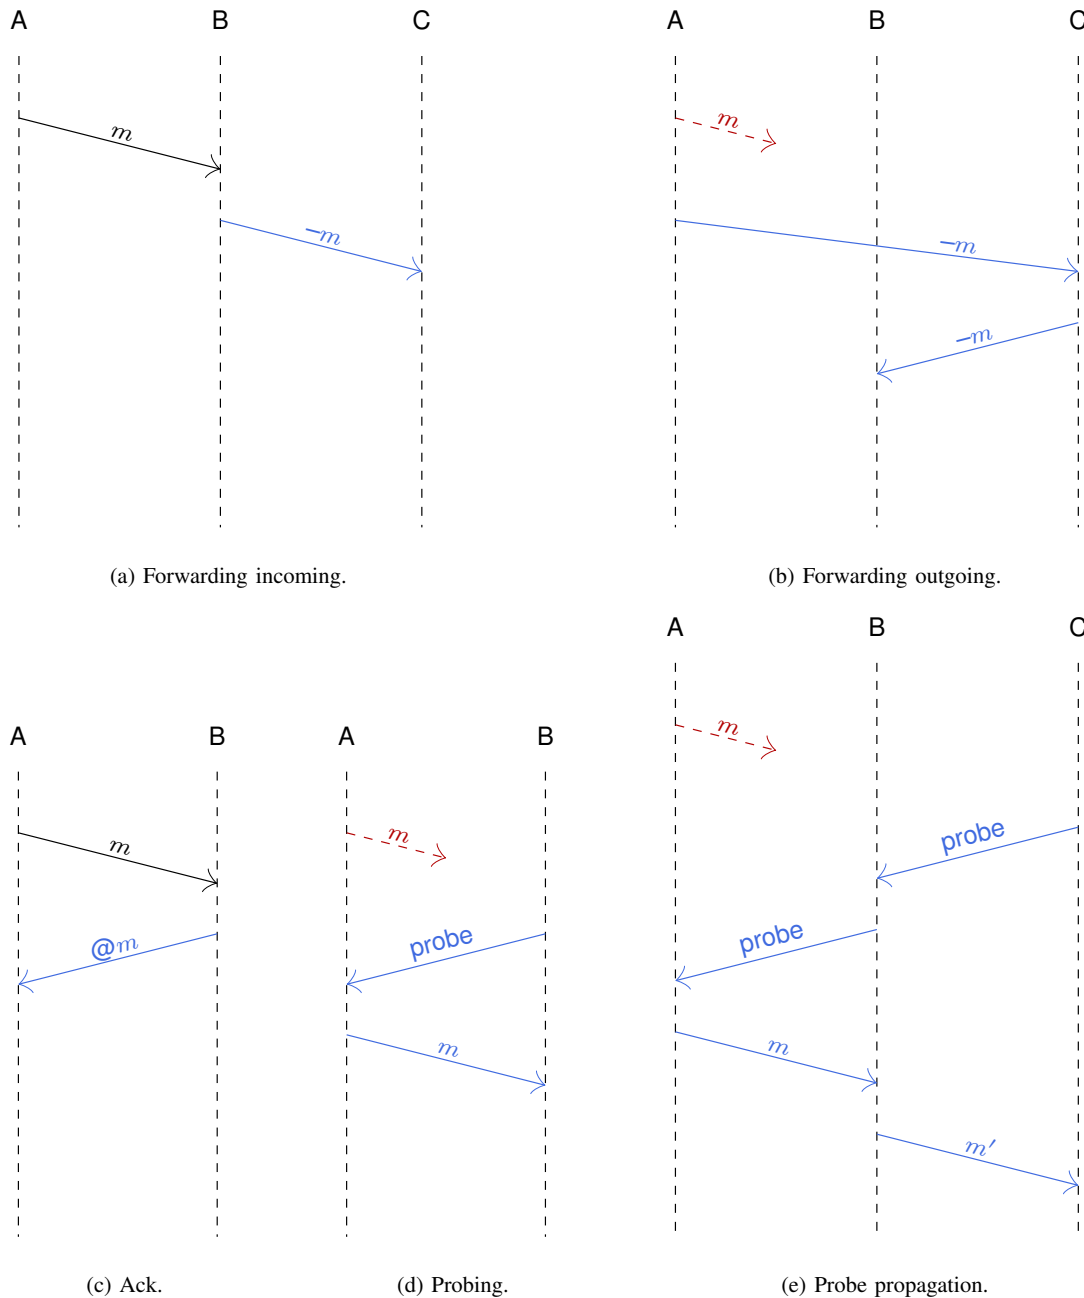 A B C
m
–m
(a) Forwarding incoming.
A B C
m
–m
–m
(b) Forwarding outgoing.
A B
m
@m
(c) Ack.
A B
m
probe
m
(d) Probing.
A B C
m
probe
probe
m
m′
(e) Probe propagation.